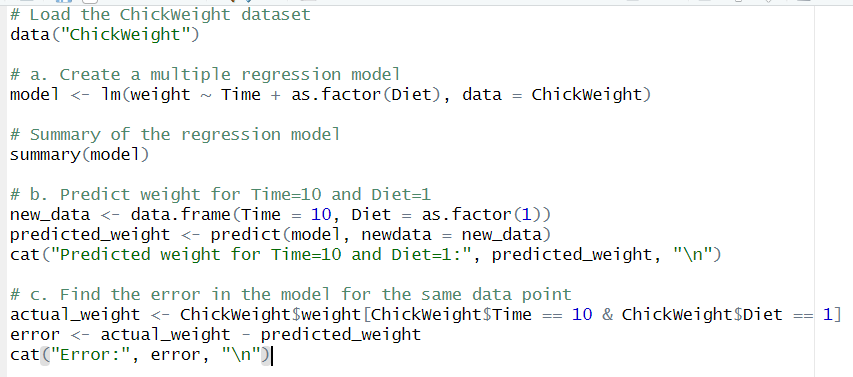 # Load the ChickWeight dataset
data("ChickWeight")
# a. Create a multiple regression model
model <- lm(weight ~ Time + as.factor(Diet), data = ChickWeight)
# Summary of the regression model
summary(model)
# b. Predict weight for Time=10 and Diet=1
new_data <- data.frame(Time = 10, Diet = as.factor(1))
predicted_weight <- predict(model, newdata = new_data)
cat("Predicted weight for Time=10 and Diet=1:", predicted_weight, "\n")
# c. Find the error in the model for the same data point
actual_weight <- ChickWeight$weight[ChickWeight$Time == 10 & ChickWeight$Diet == 1]
error <- actual_weight - predicted_weight
cat("Error:", error, "\n")